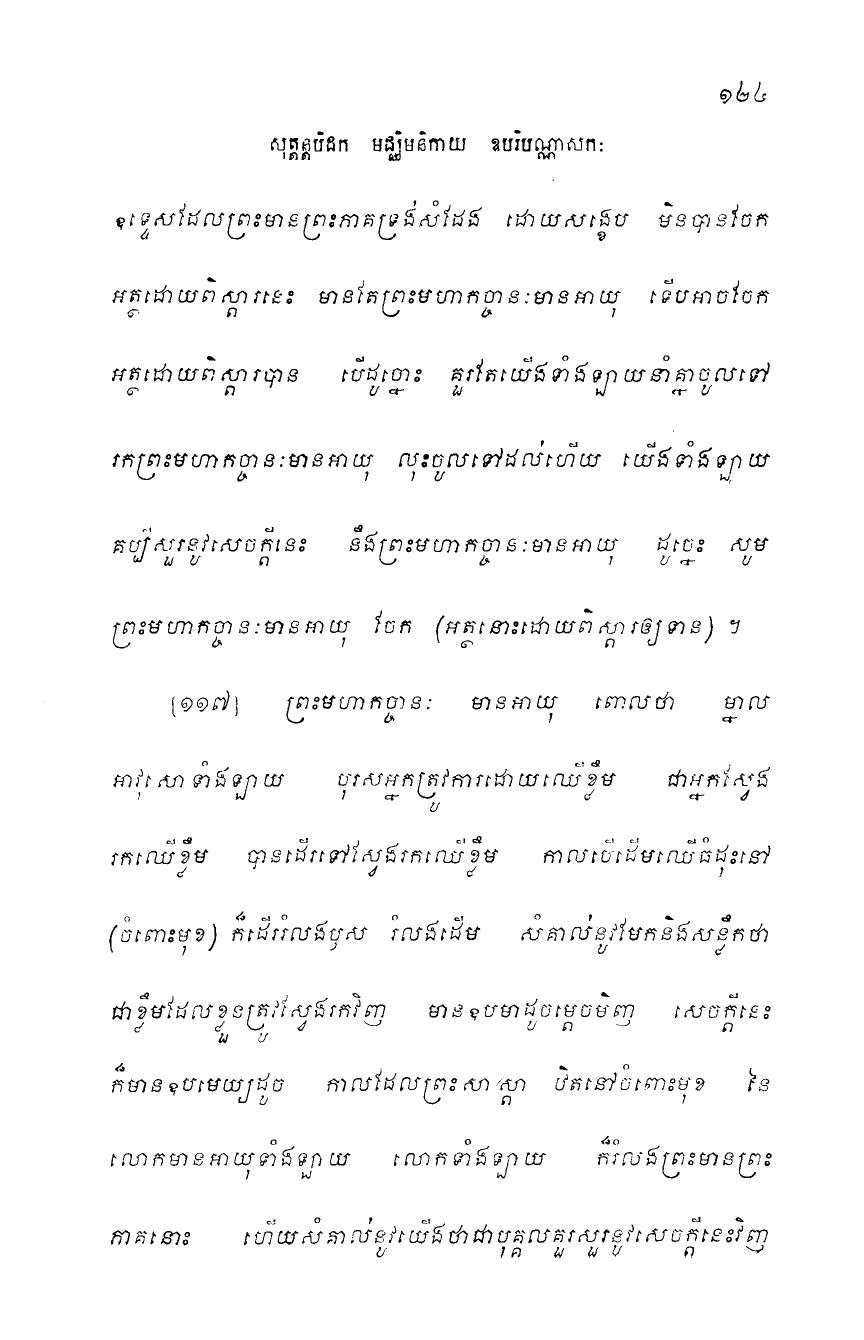 ១២៤
សុត្តន្តបិដក មជ្ឈិមនិកាយ ឧបរិបណ្ណាសកៈ
ឧទ្ទេសដែលព្រះមានព្រះភាគទ្រង់សំដែង ដោយសង្ខេប មិនបានចែក
អត្ថដោយពិស្តារនេះ មានតែព្រះមហាកច្ចានៈមានអាយុ ទើបអាចចែក
អត្ថដោយពិស្តារបាន បើដូច្នោះ គួរតែយើងទាំងឡាយនាំគ្នាចូលទៅ
រកព្រះមហាកច្ចានៈមានអាយុ លុះចូលទៅដល់ហើយ យើងទាំងឡាយ
គប្បីសួរនូវសេចក្តីនេះ នឹងព្រះមហាកច្ចានៈមានអាយុ ដូច្នេះ សូម
ព្រះមហាកច្ចានៈមានអាយុ ចែក (អត្ថនោះដោយពិស្តារឲ្យទាន) ។
[១១៧] ព្រះមហាកច្ចានៈ មានអាយុ ពោលថា ម្នាល
អាវុសោទាំងឡាយ បុរសអ្នកត្រូវការដោយឈើខ្លឹម ជាអ្នកស្វែង
រកឈើខ្លឹម បានដើរទៅស្វែងរកឈើខ្លឹម កាលបើដើមឈើធំដុះនៅ
(ចំពោះមុខ) ក៏ដើររំលងឫស រំលងដើម សំគាល់នូវមែកនិងសន្លឹកថា
ជាខ្លឹមដែលខ្លួនត្រូវស្វែងរកវិញ មានឧបមាដូចម្តេចមិញ សេចក្តីនេះ
ក៏មានឧបមេយ្យដូច កាលដែលព្រះសាស្តា ឋិតនៅចំពោះមុខ នៃ
លោកមានអាយុទាំងឡាយ លោកទាំងឡាយ ក៏រំលងព្រះមានព្រះ
ភាគនោះ ហើយសំគាល់នូវយើងថាជាបុគ្គលគួរសួរនូវសេចក្តីនេះវិញ